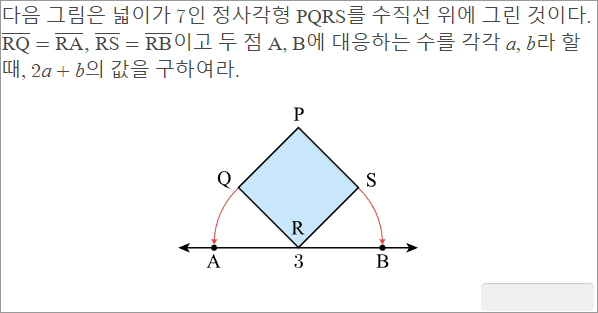 다음 그림은 넓이가 7인 정사각형 PQRS를 수직선 위에 그린 것이다.
RQ = RA, RS = RB이고 두 점 A, B에 대응하는 수를 각각 a, b라 할
때, 2a + b의 값을 구하여라.
P
Q
S
R
A
3
B